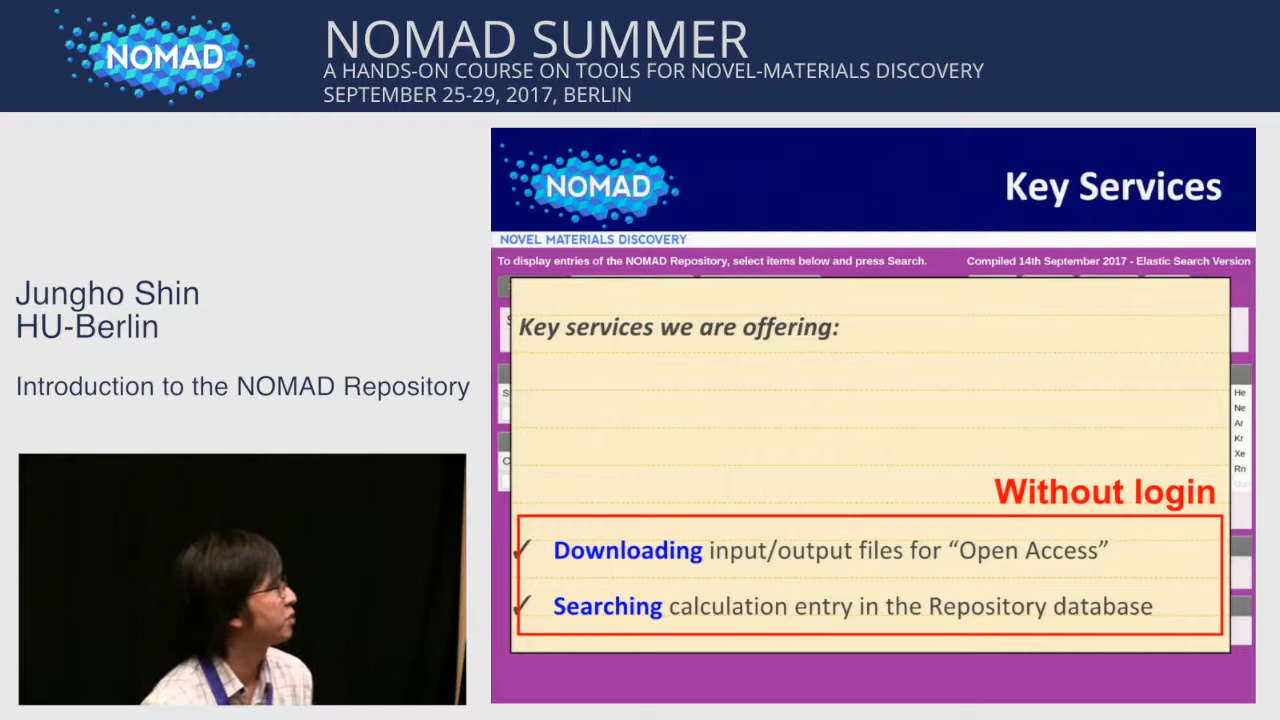 NOMAD
NOMAD SUMMER
A HANDS-ON COURSE ON TOOLS FOR NOVEL-MATERIALS DISCOVERY
SEPTEMBER 25-29, 2017, BERLIN
Jungho Shin
HU-Berlin
Introduction to the NOMAD Repository
NOMAD
Key Services
NOVEL MATERIALS DISCOVERY
To display entries of the NOMAD Repository, select items below and press Search.
Compiled 14th September 2017 - Elastic Search Version
Key services we are offering:
Without login
✓ Downloading input/output files for “Open Access”
✓ Searching calculation entry in the Repository database
He
Ne
Ar
Kr
Xe
Rn